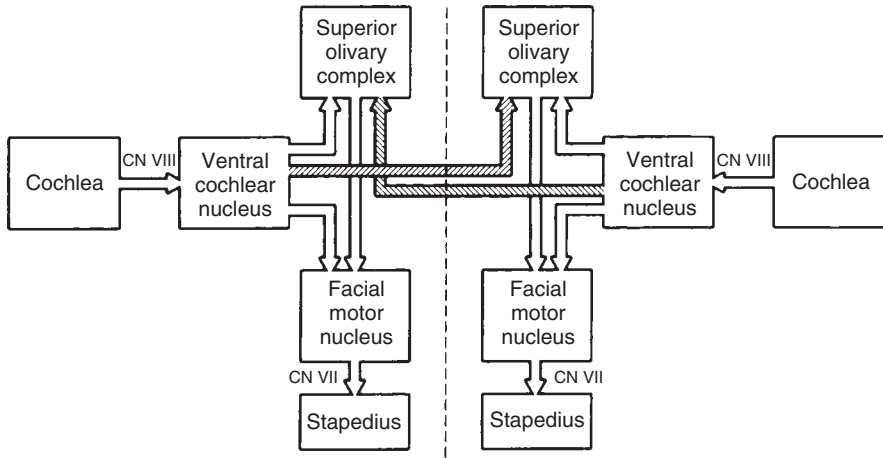 Superior
olivary
complex
Superior
olivary
complex
Cochlea
CN VIII
Ventral
cochlear
nucleus
Ventral
cochlear
nucleus
CN VIII
Cochlea
Facial
motor
nucleus
Facial
motor
nucleus
CN VII
CN VII
Stapedius
Stapedius